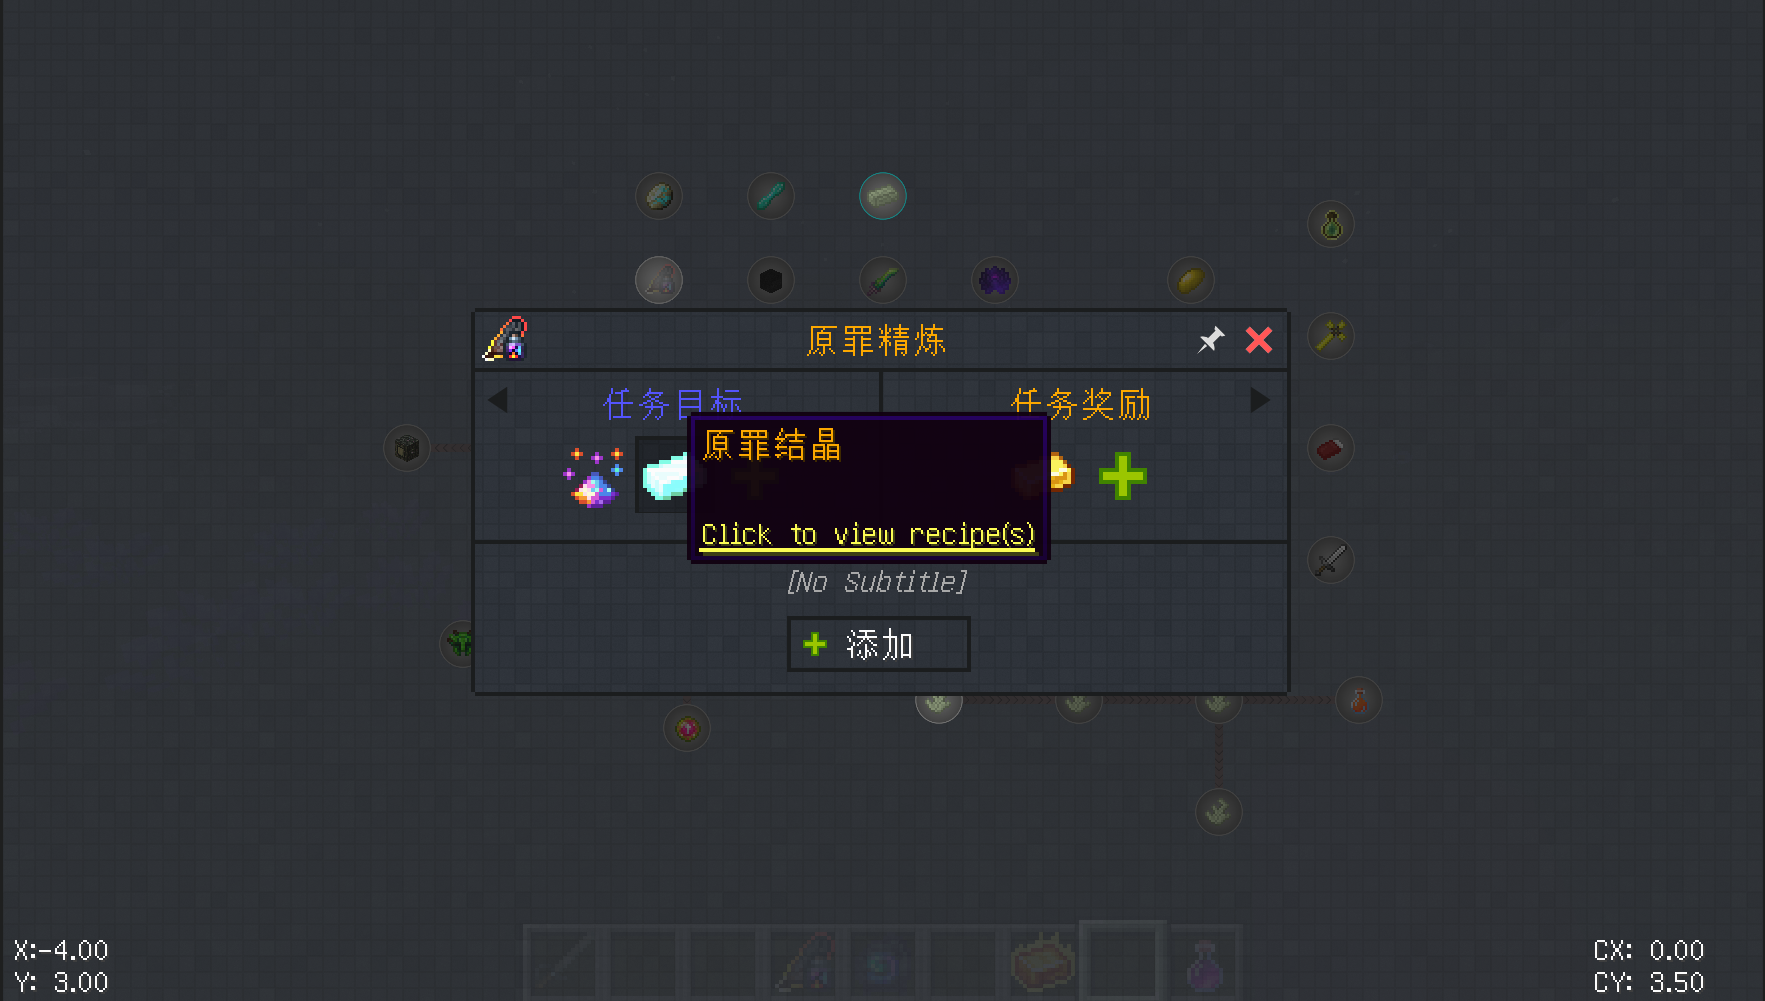 原罪精炼
任务目标
任务奖励
原罪结晶
Click to view recipe(s)
[No Subtitle]
添加
X:-4.00
Y: 3.00
CX: 0.00
CY: 3.50